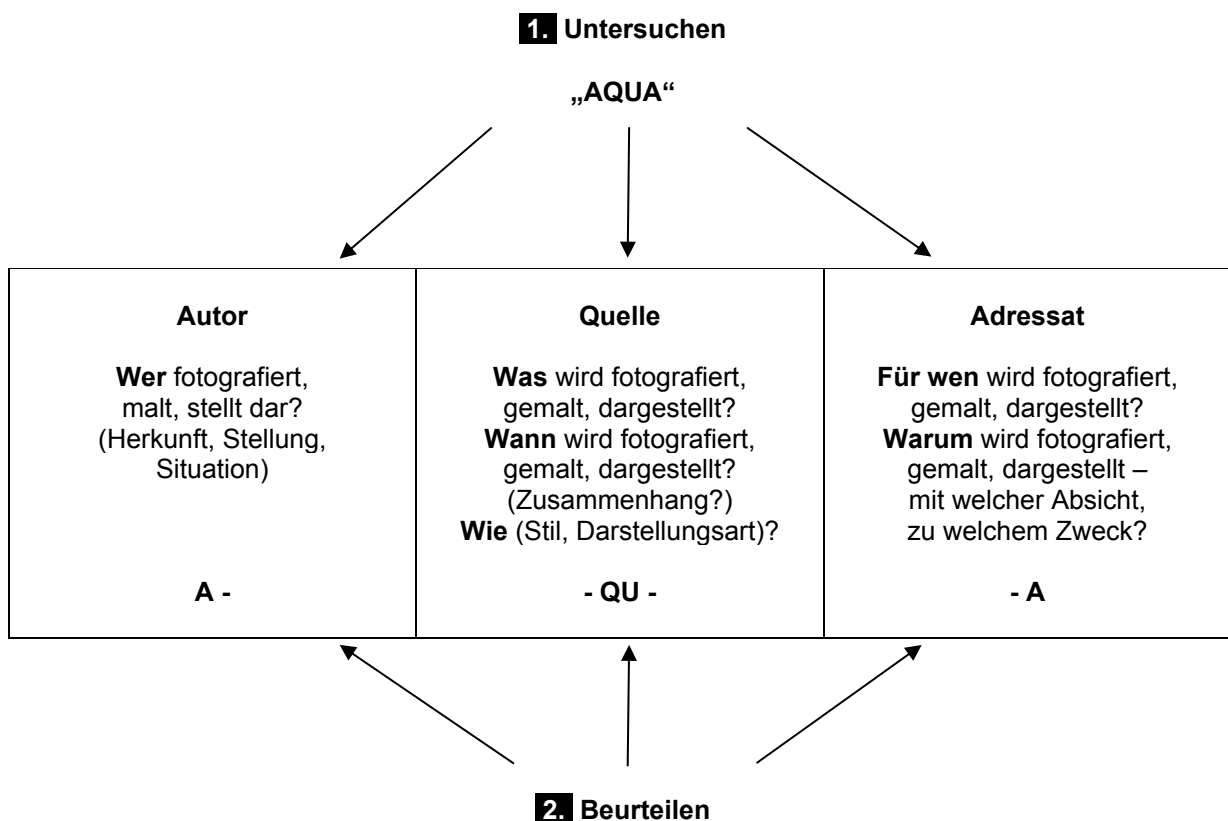 1. Untersuchen
„AQUA“
Autor
Wer fotografiert,
malt, stellt dar?
(Herkunft, Stellung,
Situation)
A -
Quelle
Was wird fotografiert,
gemalt, dargestellt?
Wann wird fotografiert,
gemalt, dargestellt?
(Zusammenhang?)
Wie (Stil, Darstellungsart)?
- QU -
Adressat
Für wen wird fotografiert,
gemalt, dargestellt?
Warum wird fotografiert,
gemalt, dargestellt –
mit welcher Absicht,
zu welchem Zweck?
- A
2. Beurteilen